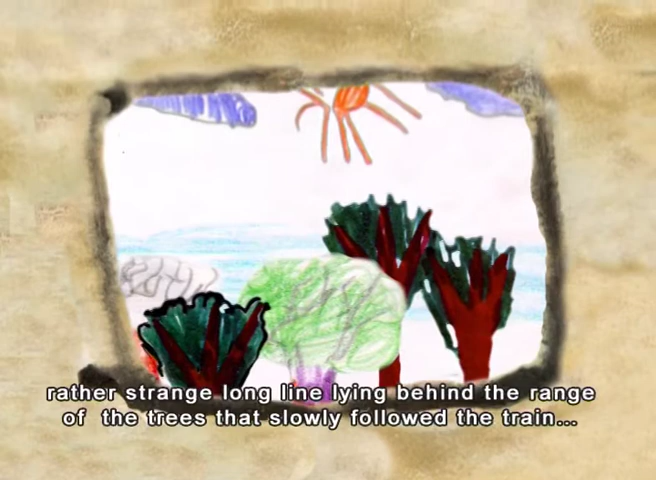 rather strange long line lying behind the range
of the trees that slowly followed the train...